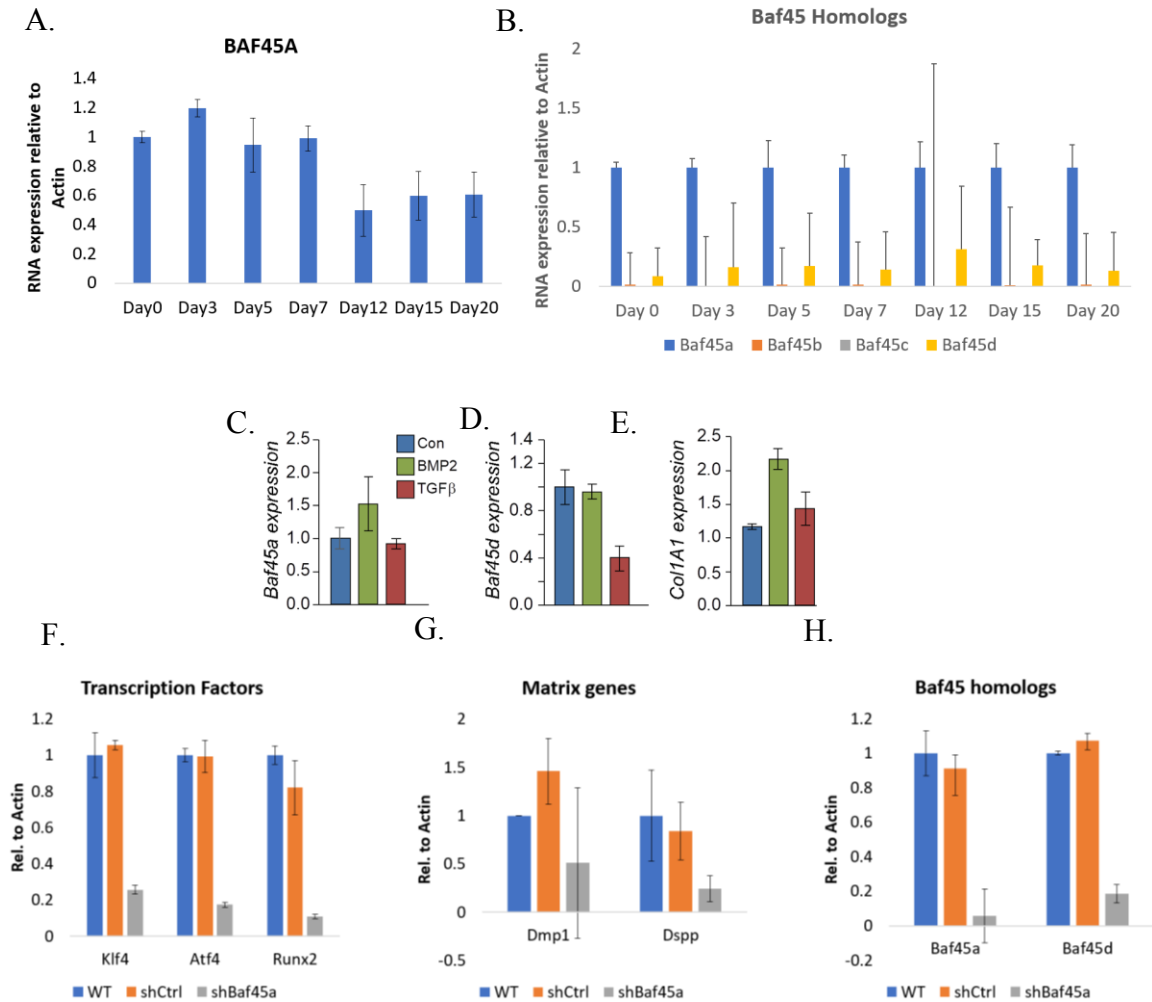 A.
BAF45A
RNA expression relative to
Actin
1.4
1.2
1
0.8
0.6
0.4
0.2
0
Day0 Day3 Day5 Day7 Day12 Day15 Day20
B.
Baf45 Homologs
RNA expression relative to Actin
2
1.5
1
0.5
0
Day 0 Day 3 Day 5 Day 7 Day 12 Day 15 Day 20
Baf45a Baf45b Baf45c Baf45d
C.
Baf45a expression
2.5
2.0
1.5
1.0
0.5
0.0
Con
BMP2
TGFβ
D.
Baf45d expression
1.4
1.2
0.8
0.4
0.0
E.
Col1A1 expression
2.5
2.0
1.5
1.0
0.5
0.0
F.
Transcription Factors
Rel. to Actin
1.2
1
0.8
0.6
0.4
0.2
0
Klf4 Atf4 Runx2
WT shCtrl shBaf45a
G.
Matrix genes
Rel. to Actin
2
1.5
1
0.5
0
-0.5
Dmp1 Dspp
WT shCtrl shBaf45a
H.
Baf45 homologs
Rel. to Actin
1.2
1
0.8
0.6
0.4
0.2
0
-0.2
Baf45a Baf45d
WT shCtrl shBaf45a